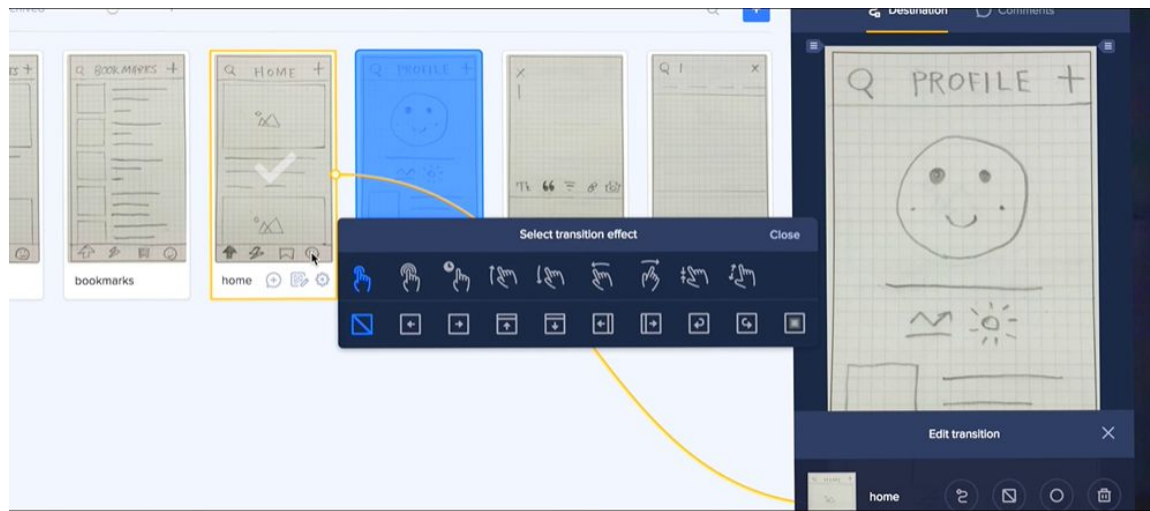 Destination
Comments
BOOKMARKS
HOME
PROFILE
bookmarks
home
Select transition effect
Close
PROFILE
Edit transition
home